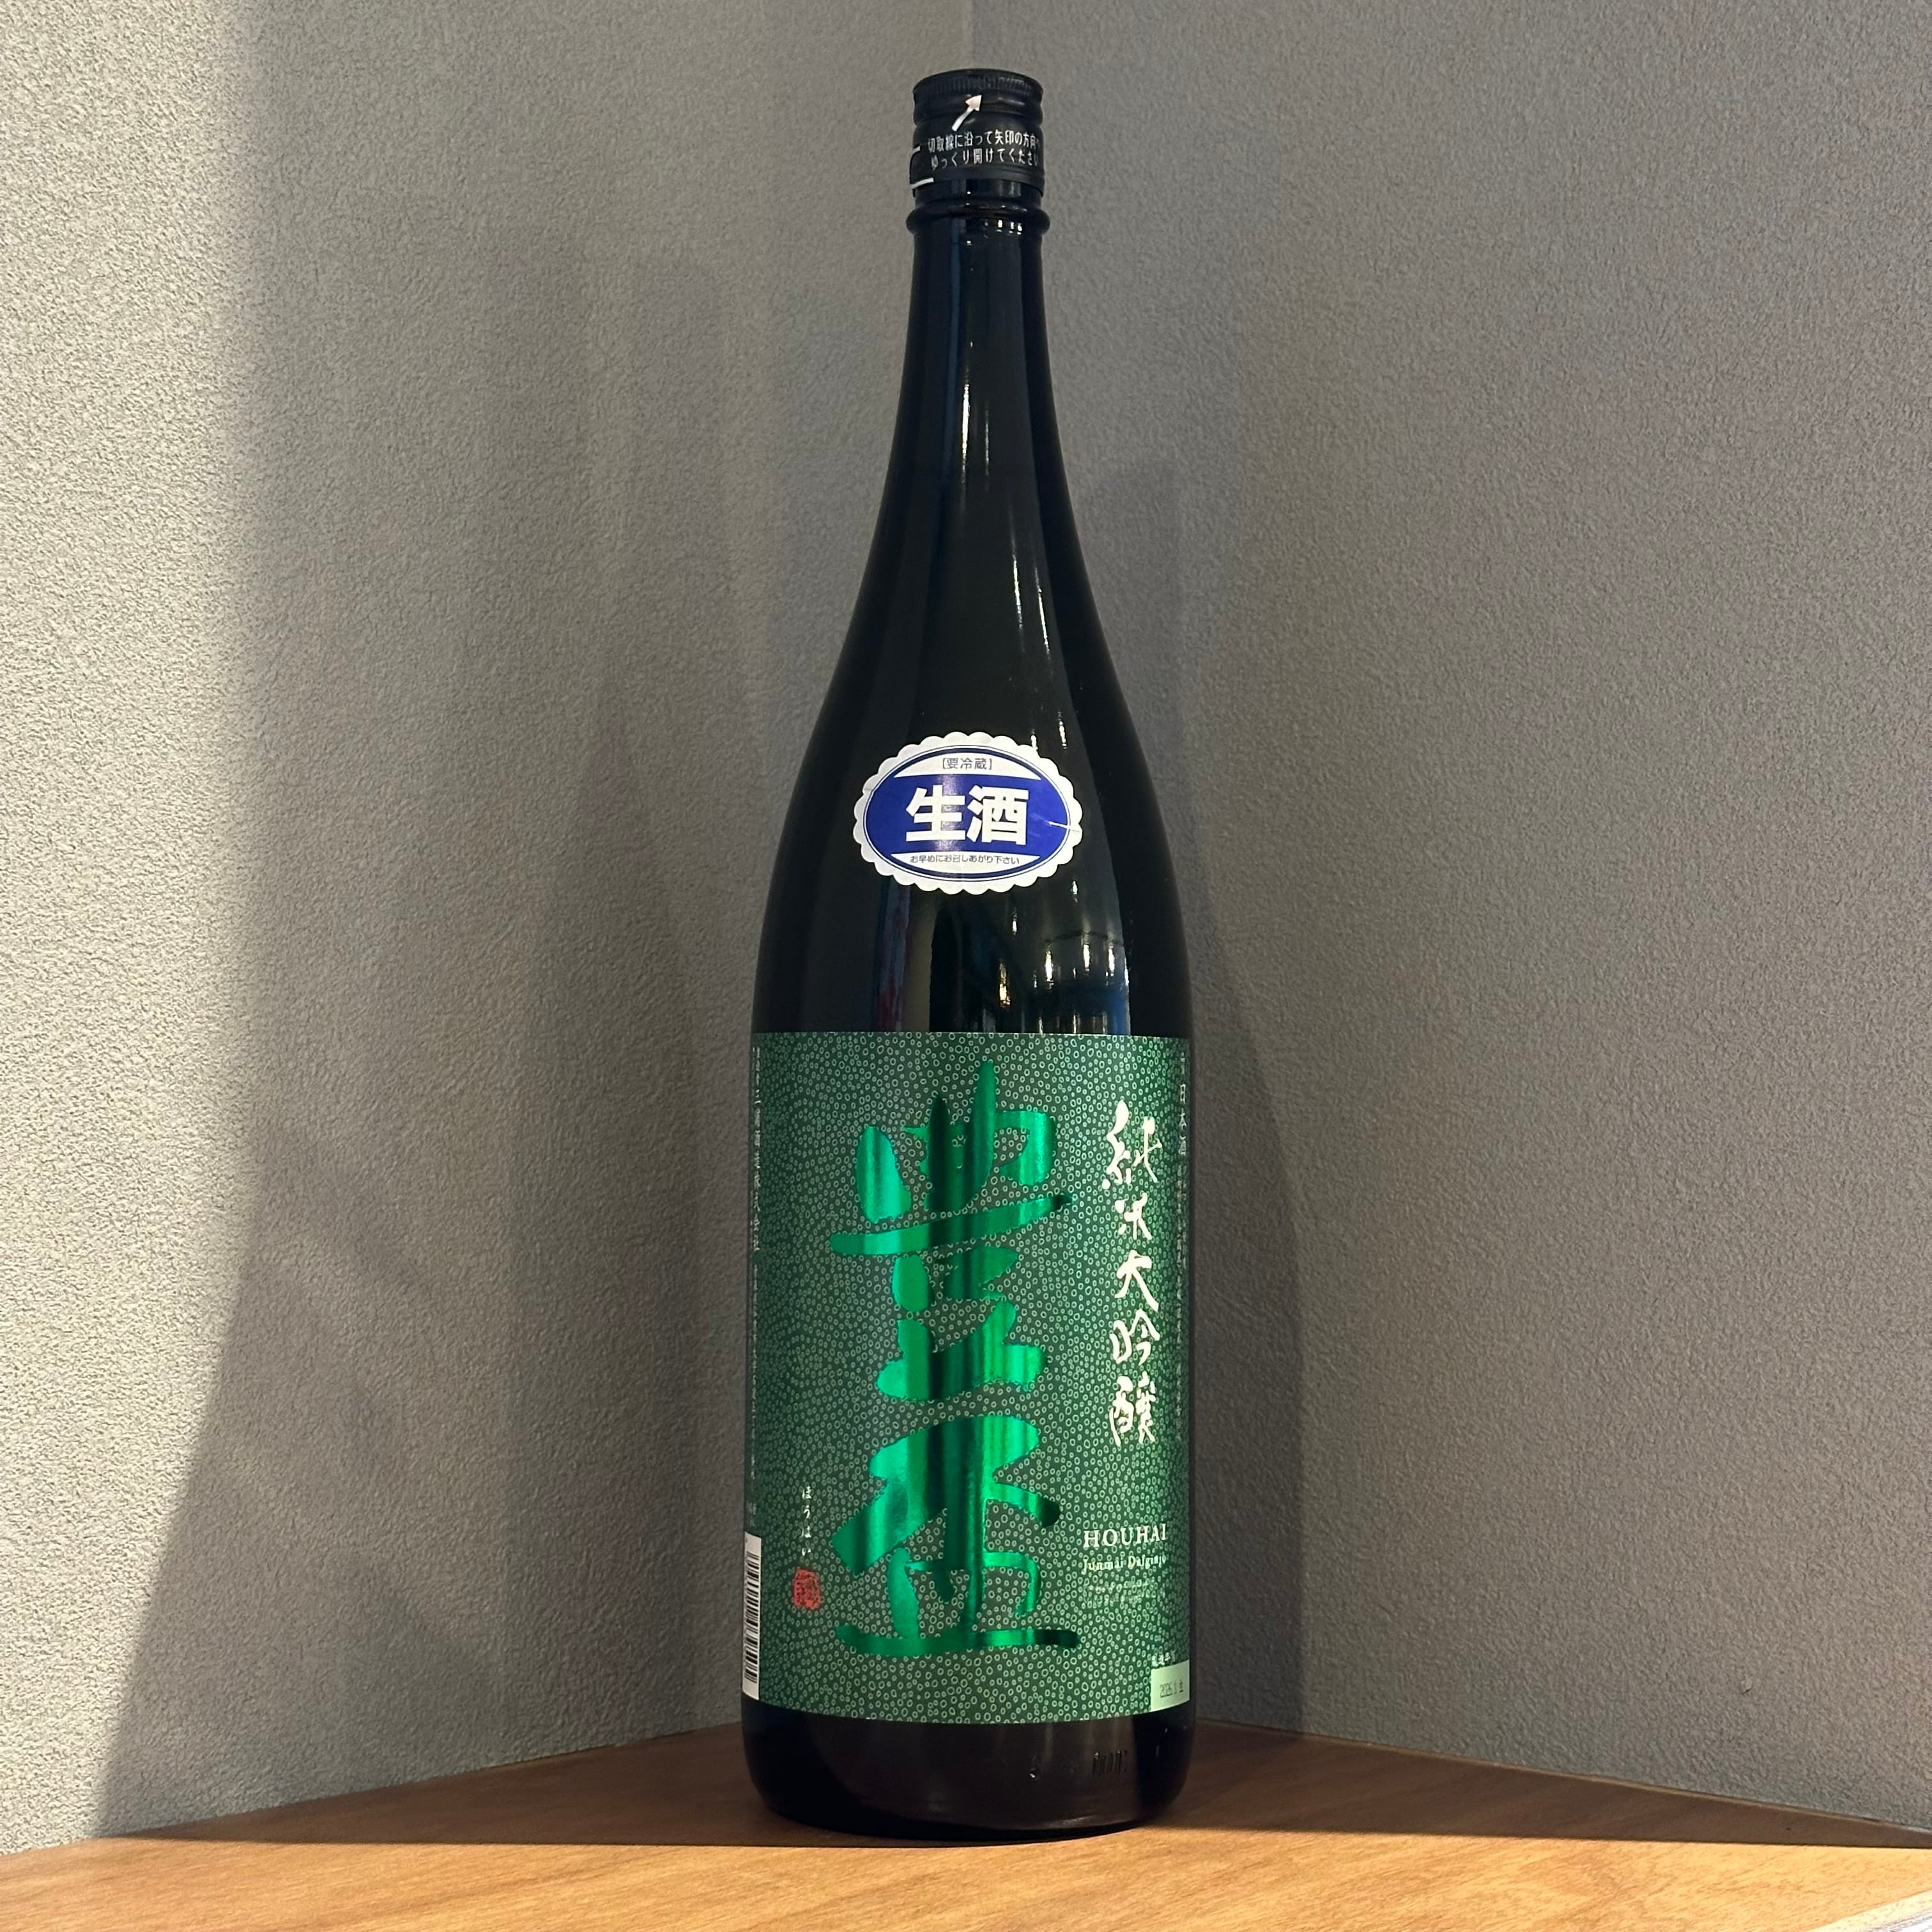 切取線に沿って矢印の方向へ
ゆっくり開けてください
【要冷蔵】
生酒
お早めにお召しあがり下さい
日本酒
純米大吟醸
豊盃
ほうはい
HOUHAI
Junmai Daiginjo